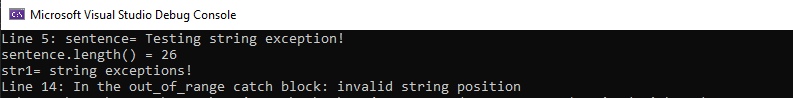 Microsoft Visual Studio Debug Console
Line 5: sentence= Testing string exception!
sentence.length() = 26
str1= string exceptions!
Line 14: In the out_of_range catch block: invalid string position